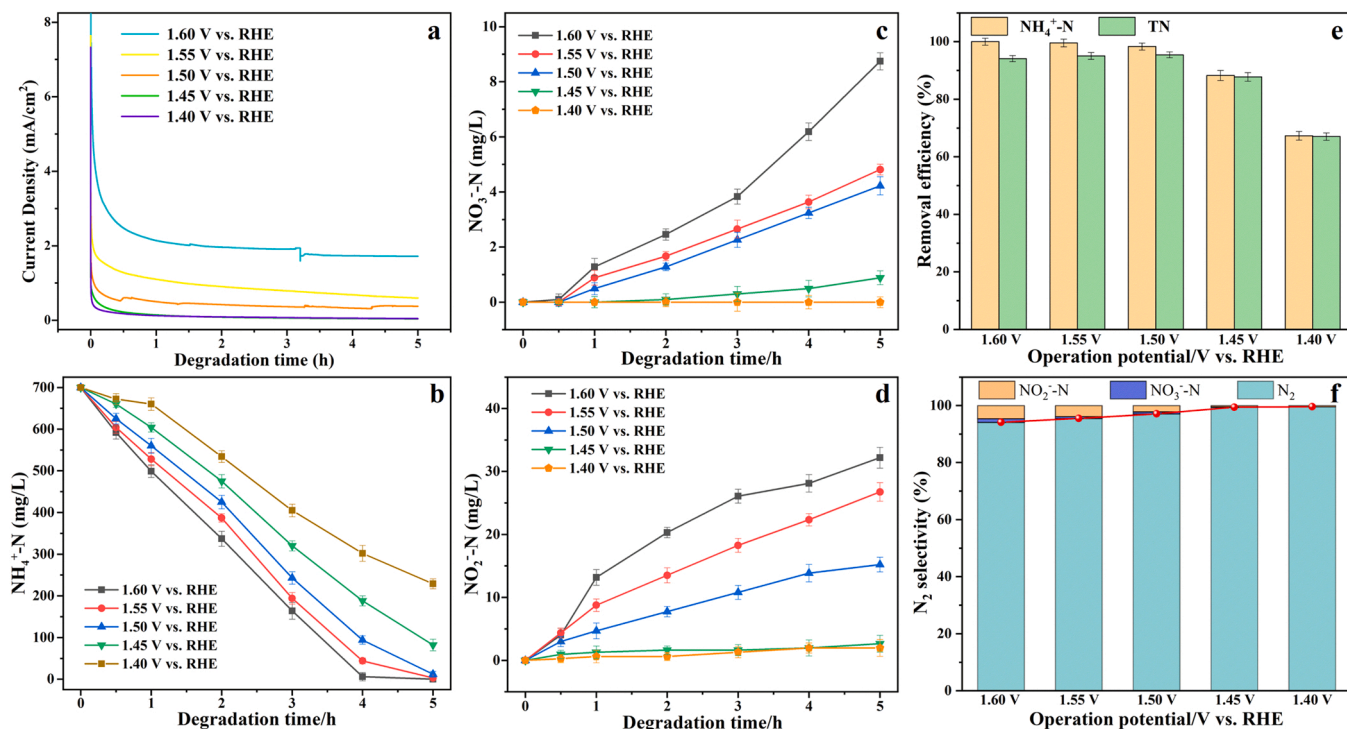 a
1.60 V vs. RHE
1.55 V vs. RHE
1.50 V vs. RHE
1.45 V vs. RHE
1.40 V vs. RHE
Current Density (mA/cm²)
8
6
4
2
0
0 1 2 3 4 5
Degradation time (h)
b
NH₄⁺-N (mg/L)
700
600
500
400
300
200
100
0
1.60 V vs. RHE
1.55 V vs. RHE
1.50 V vs. RHE
1.45 V vs. RHE
1.40 V vs. RHE
0 1 2 3 4 5
Degradation time/h
c
1.60 V vs. RHE
1.55 V vs. RHE
1.50 V vs. RHE
1.45 V vs. RHE
1.40 V vs. RHE
NO₃⁻-N (mg/L)
10
8
6
4
2
0
0 1 2 3 4 5
Degradation time/h
d
1.60 V vs. RHE
1.55 V vs. RHE
1.50 V vs. RHE
1.45 V vs. RHE
1.40 V vs. RHE
NO₂⁻-N (mg/L)
40
30
20
10
0
0 1 2 3 4 5
Degradation time/h
NH₄⁺-N TN
e
Removal efficiency (%)
100
80
60
40
20
0
1.60 V 1.55 V 1.50 V 1.45 V 1.40 V
Operation potential/V vs. RHE
NO₂⁻-N NO₃⁻-N N₂
f
N₂ selectivity (%)
100
80
60
40
20
0
1.60 V 1.55 V 1.50 V 1.45 V 1.40 V
Operation potential/V vs. RHE